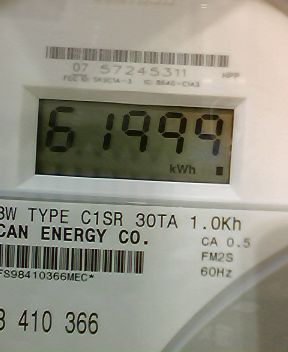 07 57245311 HPP
61999
kWh
3W TYPE C1SR 30TA 1.0Kh
CAN ENERGY CO. CA 0.5
FM2S
FS98410366MEC*
60Hz
8 410 366